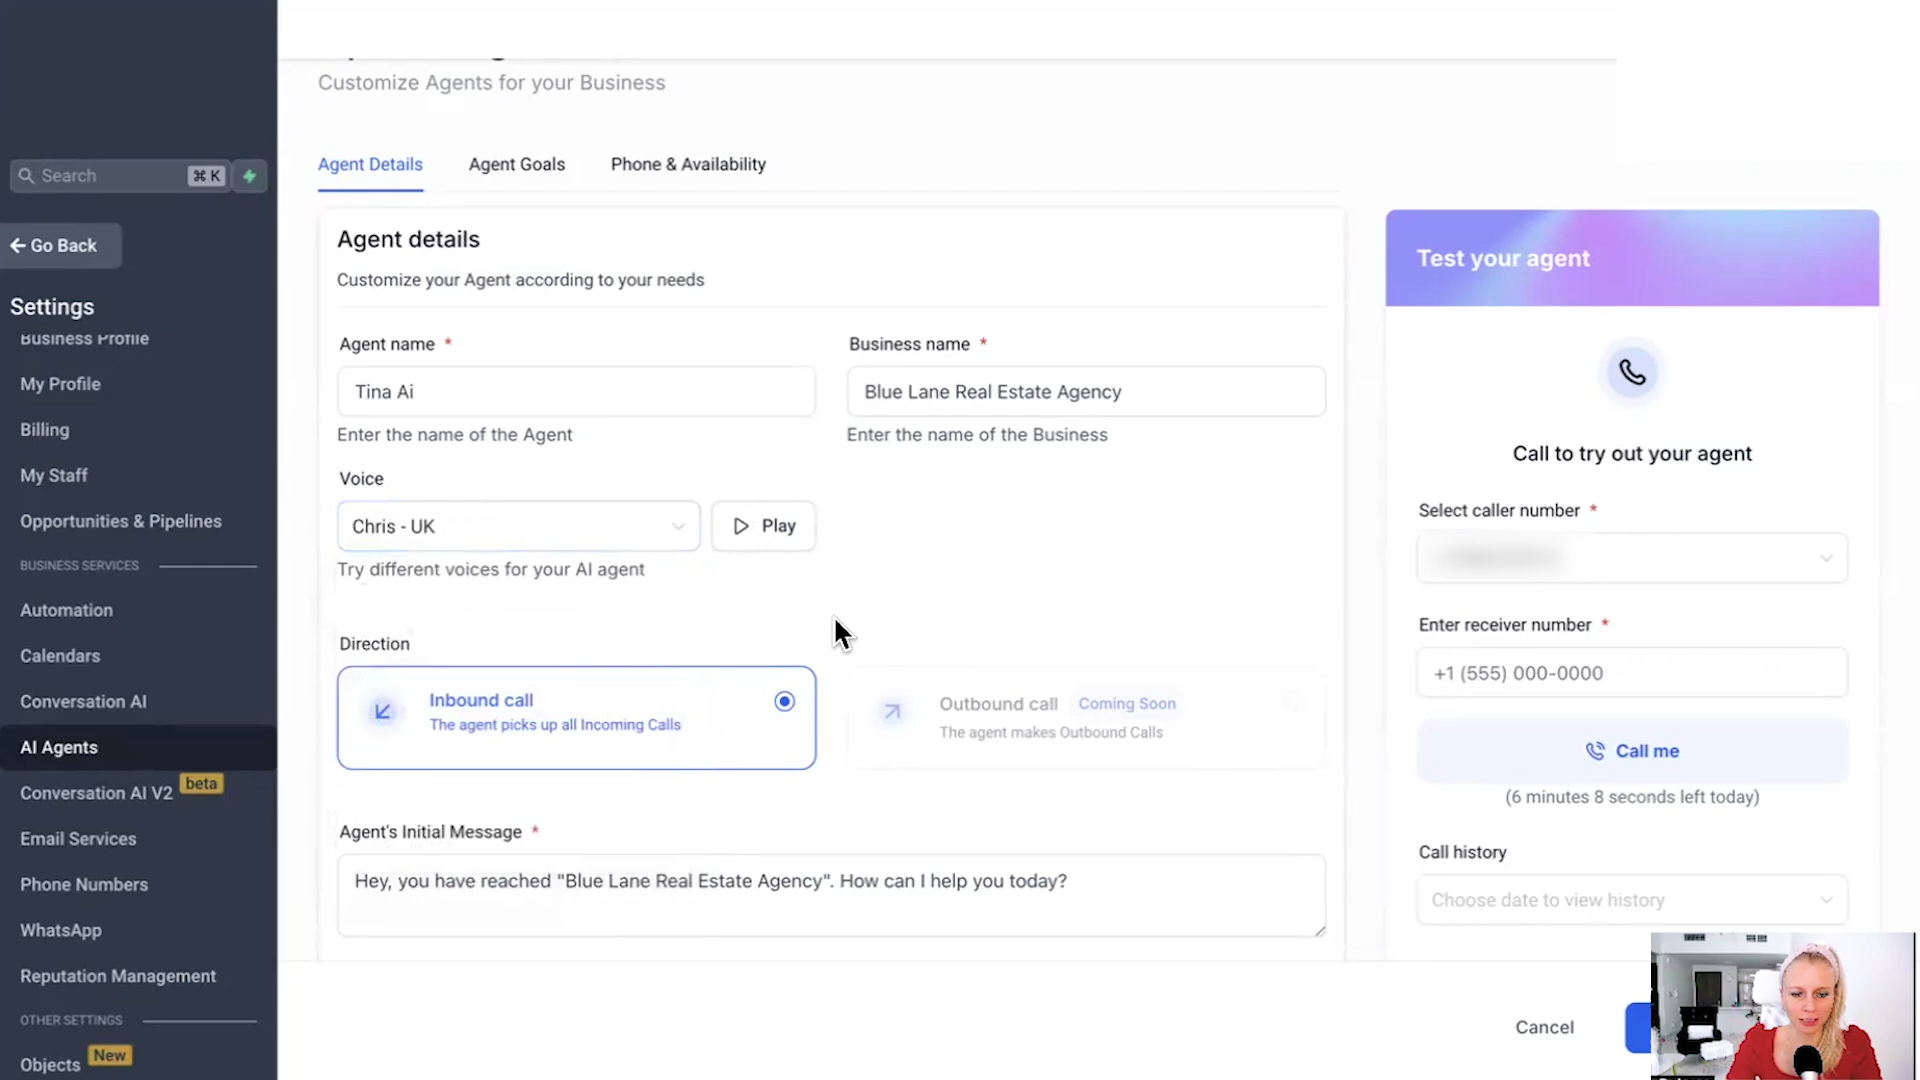 Customize Agents for your Business
Search
⌘ K
Agent Details
Agent Goals
Phone & Availability
Go Back
Settings
Business Profile
My Profile
Billing
My Staff
Opportunities & Pipelines
BUSINESS SERVICES
Automation
Calendars
Conversation AI
AI Agents
Conversation AI V2 beta
Email Services
Phone Numbers
WhatsApp
Reputation Management
OTHER SETTINGS
Objects New
Agent details
Customize your Agent according to your needs
Agent name *
Tina Ai
Enter the name of the Agent
Business name *
Blue Lane Real Estate Agency
Enter the name of the Business
Voice
Chris - UK
Play
Try different voices for your AI agent
Direction
Inbound call
The agent picks up all Incoming Calls
Outbound call Coming Soon
The agent makes Outbound Calls
Agent's Initial Message *
Hey, you have reached "Blue Lane Real Estate Agency". How can I help you today?
Test your agent
Call to try out your agent
Select caller number *
Enter receiver number *
+1 (555) 000-0000
Call me
(6 minutes 8 seconds left today)
Call history
Choose date to view history
Cancel